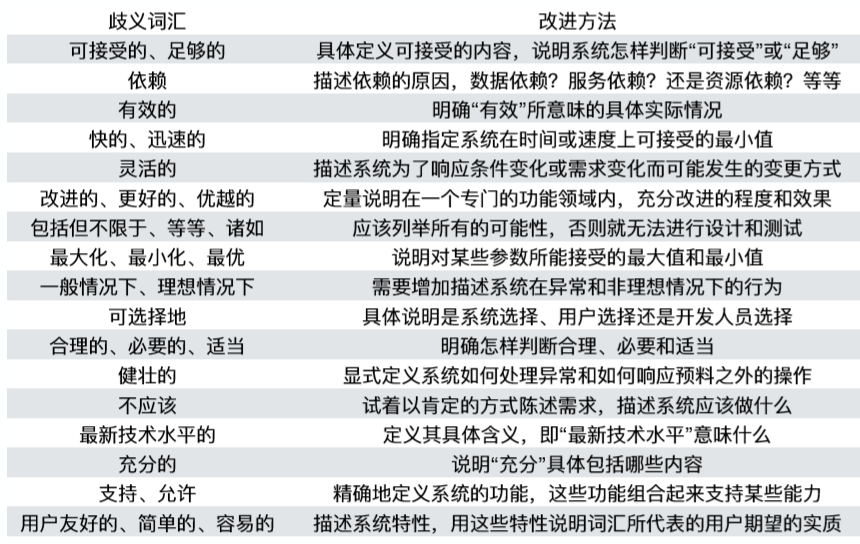 歧义词汇 改进方法
可接受的、足够的 具体定义可接受的内容，说明系统怎样判断“可接受”或“足够”
依赖 描述依赖的原因，数据依赖？服务依赖？还是资源依赖？等等
有效的 明确“有效”所意味的具体实际情况
快的、迅速的 明确指定系统在时间或速度上可接受的最小值
灵活的 描述系统为了响应条件变化或需求变化而可能发生的变更方式
改进的、更好的、优越的 定量说明在一个专门的功能领域内，充分改进的程度和效果
包括但不限于、等等、诸如 应该列举所有的可能性，否则就无法进行设计和测试
最大化、最小化、最优 说明对某些参数所能接受的最大值和最小值
一般情况下、理想情况下 需要增加描述系统在异常和非理想情况下的行为
可选择地 具体说明是系统选择、用户选择还是开发人员选择
合理的、必要的、适当 明确怎样判断合理、必要和适当
健壮的 显式定义系统如何处理异常和如何响应预料之外的操作
不应该 试着以肯定的方式陈述需求，描述系统应该做什么
最新技术水平的 定义其具体含义，即“最新技术水平”意味什么
充分的 说明“充分”具体包括哪些内容
支持、允许 精确地定义系统的功能，这些功能组合起来支持某些能力
用户友好的、简单的、容易的 描述系统特性，用这些特性说明词汇所代表的用户期望的实质